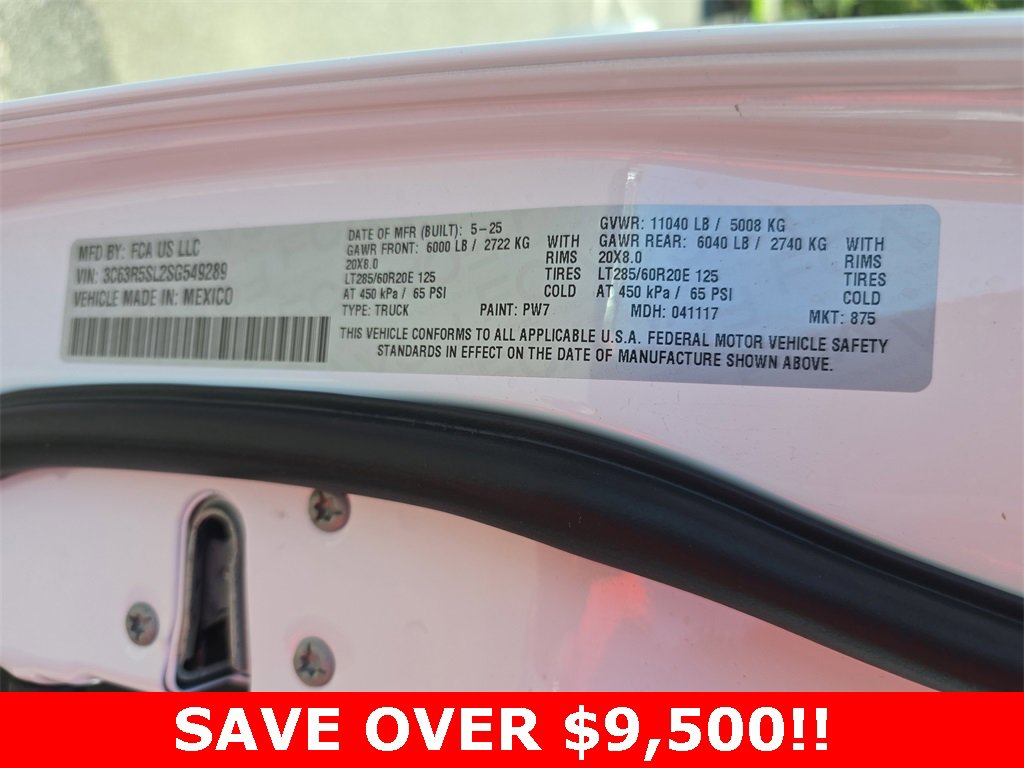 MFD BY: FCA US LLC
VIN: 3C63R5SL2SG549289
VEHICLE MADE IN: MEXICO
DATE OF MFR (BUILT): 5-25
GAWR FRONT: 6000 LB / 2722 KG WITH
20X8.0 RIMS
LT285/60R20E 125 TIRES
AT 450 kPa / 65 PSI COLD
TYPE: TRUCK PAINT: PW7
GVWR: 11040 LB / 5008 KG
GAWR REAR: 6040 LB / 2740 KG WITH
20X8.0 RIMS
LT285/60R20E 125 TIRES
AT 450 kPa / 65 PSI COLD
MDH: 041117 MKT: 875
THIS VEHICLE CONFORMS TO ALL APPLICABLE U.S.A. FEDERAL MOTOR VEHICLE SAFETY
STANDARDS IN EFFECT ON THE DATE OF MANUFACTURE SHOWN ABOVE.
SAVE OVER $9,500!!